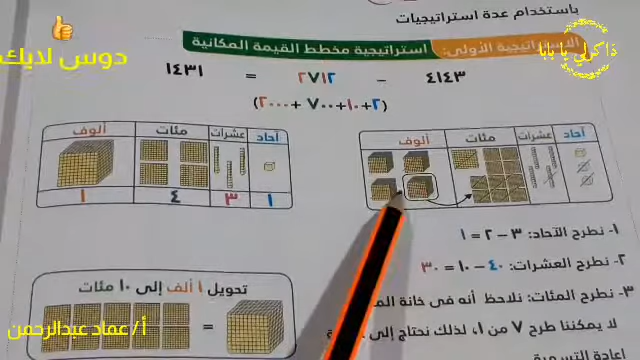 باستخدام عدة استراتيجيات
الاستراتيجية الأولى: استراتيجية مخطط القيمة المكانية
ذاكرلي يا بابا
دوس لايك
٤١٤٣ − ٢٧١٢ = ١٤٣١
(٢+١٠+٧٠٠+٢٠٠٠)
آحاد عشرات مئات ألوف
آحاد عشرات مئات ألوف
١ ٣ ٤ ١
١- نطرح الآحاد: ٣ − ٢ = ١
٢- نطرح العشرات: ٤٠ − ١٠ = ٣٠
٣- نطرح المئات: نلاحظ أنه في خانة
لا يمكننا طرح ٧ من ١، لذلك نحتاج إلى
إعادة التسمية
تحويل ١ ألف إلى ١٠ مئات
=
أ/عماد عبدالرحمن